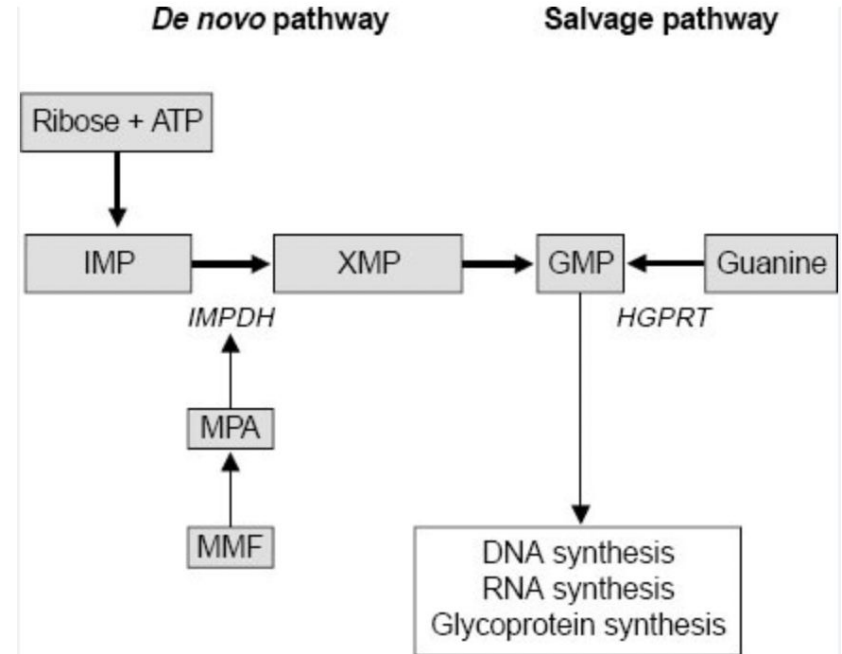 De novo pathway
Salvage pathway
Ribose + ATP
IMP
XMP
GMP
Guanine
IMPDH
HGPRT
MPA
MMF
DNA synthesis
RNA synthesis
Glycoprotein synthesis